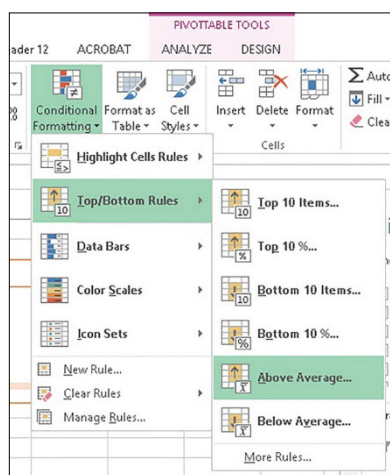 PIVOTTABLE TOOLS
ader 12 ACROBAT ANALYZE DESIGN
Conditional Formatting Format as Table Cell Styles Insert Delete Format Σ Auto
Fill
Clea
Cells
Highlight Cells Rules
Top/Bottom Rules
Data Bars
Color Scales
Icon Sets
New Rule...
Clear Rules
Manage Rules...
Top 10 Items...
Top 10 %...
Bottom 10 Items...
Bottom 10 %...
Above Average...
Below Average...
More Rules...